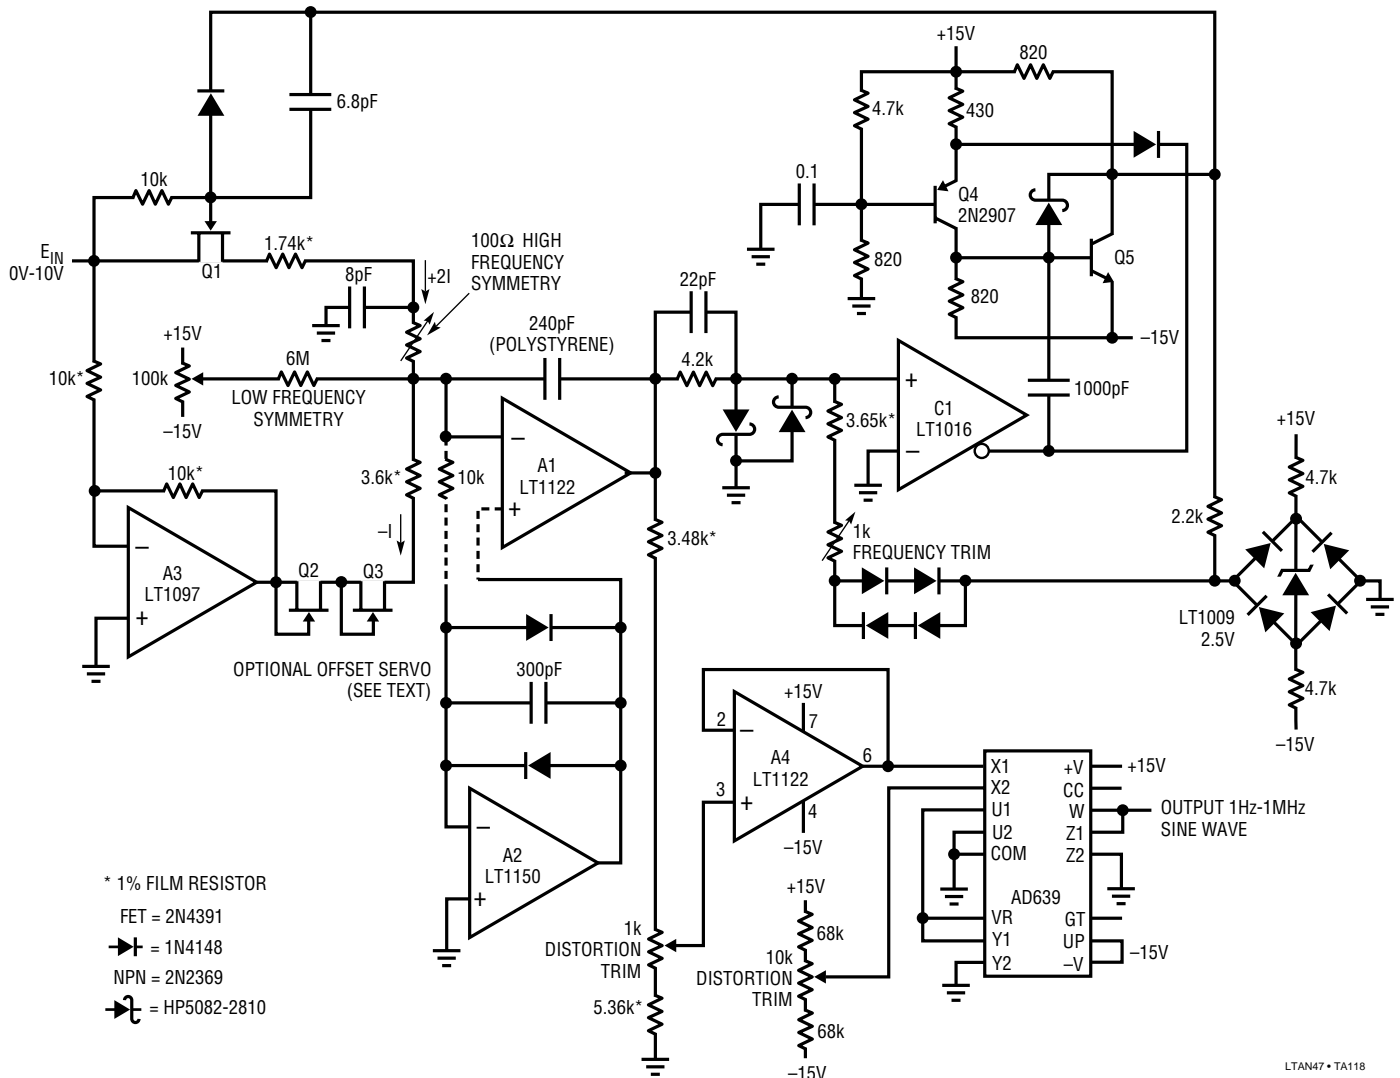 +15V
820
4.7k
430
6.8pF
0.1
Q4
2N2907
10k
Q5
E_IN
0V-10V
1.74k*
Q1
+2I
100Ω HIGH
FREQUENCY
SYMMETRY
8pF
820
820
22pF
–15V
+15V
240pF
(POLYSTYRENE)
6M
4.2k
10k*
100k
LOW FREQUENCY
SYMMETRY
–15V
+
C1
LT1016
–
1000pF
3.65k*
+15V
–
A1
LT1122
+
3.6k*
10k
10k*
4.7k
2.2k
3.48k*
1k
FREQUENCY TRIM
–I
–
A3
LT1097
+
Q2
Q3
LT1009
2.5V
OPTIONAL OFFSET SERVO
(SEE TEXT)
300pF
4.7k
–15V
+15V
2
–
7
A4
LT1122
6
3
+
4
–15V
X1
X2
U1
U2
COM
AD639
VR
Y1
Y2
+V
CC
W
Z1
Z2
GT
UP
–V
+15V
OUTPUT 1Hz-1MHz
SINE WAVE
–15V
–
A2
LT1150
+
+15V
68k
10k
DISTORTION
TRIM
68k
–15V
1k
DISTORTION
TRIM
5.36k*
* 1% FILM RESISTOR
FET = 2N4391
= 1N4148
NPN = 2N2369
= HP5082-2810
LTAN47 • TA118